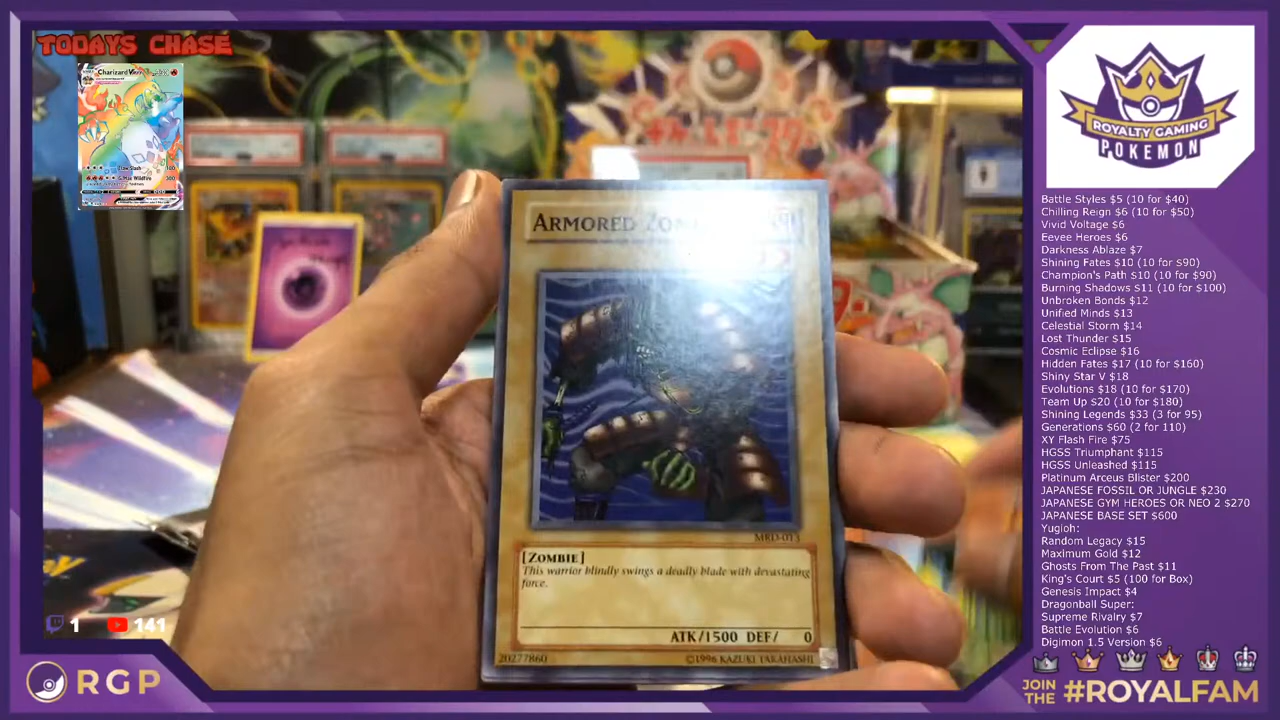 TODAYS CHASE
Charizard
Claw Slash 100
G-Max Wildfire 300
ARMORED
MRD-013
[ZOMBIE]
This warrior blindly swings a deadly blade with devastating
force.
ATK/1500 DEF/ 0
20277860
©1996 KAZUKI TAKAHASHI
1
141
RGP
ROYALTY GAMING
POKEMON
Battle Styles $5 (10 for $40)
Chilling Reign $6 (10 for $50)
Vivid Voltage $6
Eevee Heroes $6
Darkness Ablaze $7
Shining Fates $10 (10 for $90)
Champion's Path $10 (10 for $90)
Burning Shadows $11 (10 for $100)
Unbroken Bonds $12
Unified Minds $13
Celestial Storm $14
Lost Thunder $15
Cosmic Eclipse $16
Hidden Fates $17 (10 for $160)
Shiny Star V $18
Evolutions $18 (10 for $170)
Team Up $20 (10 for $180)
Shining Legends $33 (3 for 95)
Generations $60 (2 for 110)
XY Flash Fire $75
HGSS Triumphant $115
HGSS Unleashed $115
Platinum Arceus Blister $200
JAPANESE FOSSIL OR JUNGLE $230
JAPANESE GYM HEROES OR NEO 2 $270
JAPANESE BASE SET $600
Yugioh:
Random Legacy $15
Maximum Gold $12
Ghosts From The Past $11
King's Court $5 (100 for Box)
Genesis Impact $4
Dragonball Super:
Supreme Rivalry $7
Battle Evolution $6
Digimon 1.5 Version $6
JOIN
THE #ROYALFAM